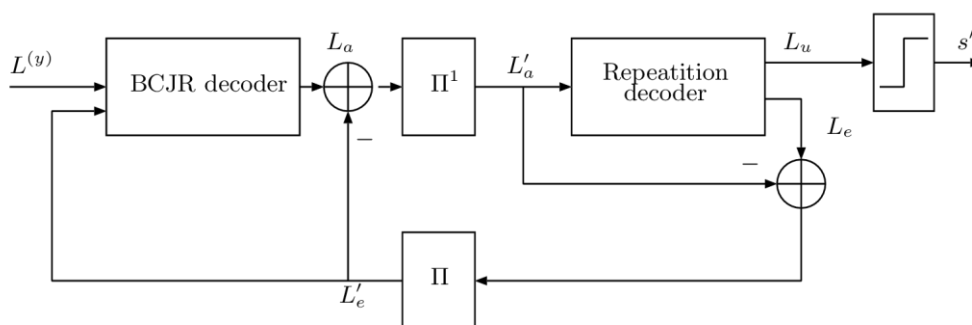 L^{(y)}
BCJR decoder
L_a
−
Π^1
L'_a
Repeatition
decoder
L_u
s'
L_e
−
Π
L'_e